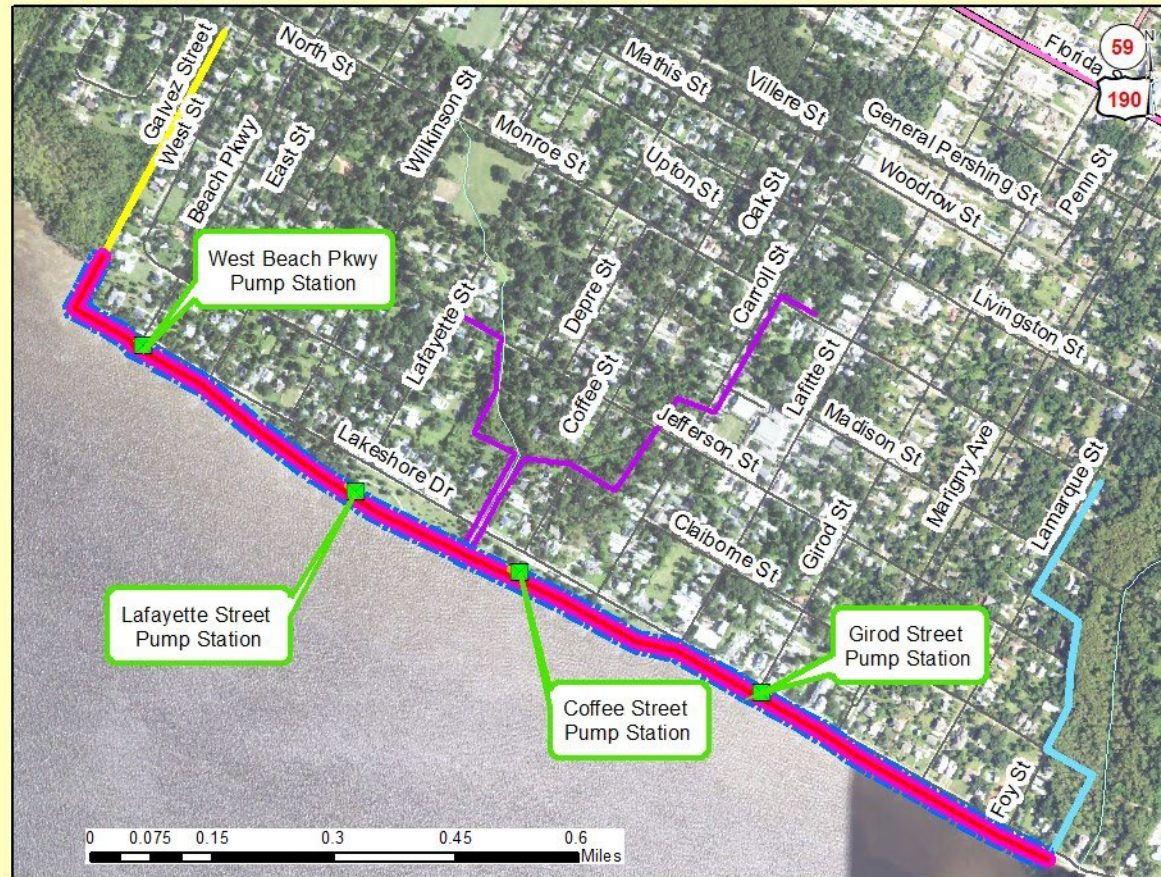 Galvez Street
West St
Beach Pkwy
East St
North St
Wilkinson St
Mathis St
Villere St
Florida
59
190
Monroe St
Upton St
Oak St
General Pershing St
Woodrow St
Penn St
West Beach Pkwy
Pump Station
Lafayette St
Depre St
Coffee St
Carroll St
Livingston St
Lafitte St
Lakeshore Dr
Jefferson St
Madison St
Marigny Ave
Lamarque St
Claiborne St
Girod St
Lafayette Street
Pump Station
Coffee Street
Pump Station
Girod Street
Pump Station
Foy St
0 0.075 0.15 0.3 0.45 0.6
Miles